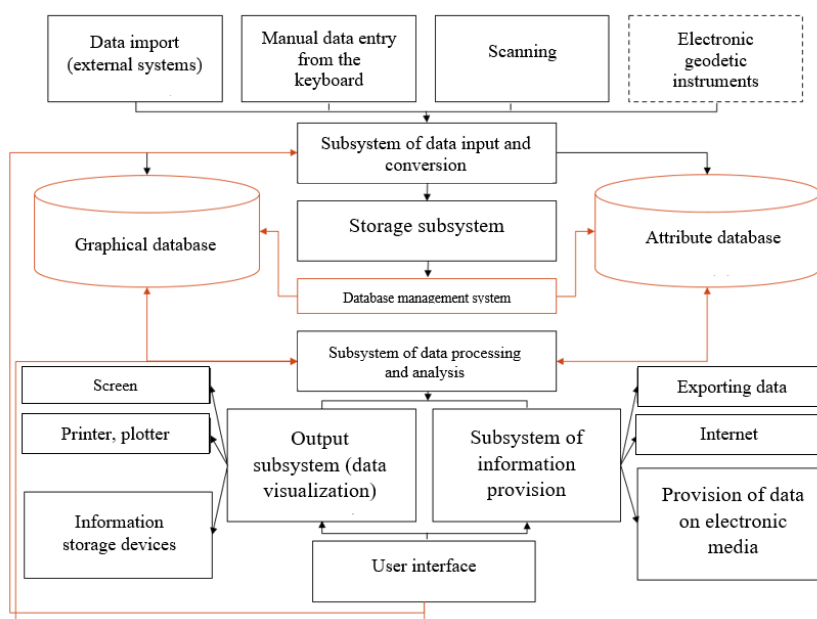 Data import
(external systems)
Manual data entry
from the
keyboard
Scanning
Electronic
geodetic
instruments
Subsystem of data input and
conversion
Graphical database
Storage subsystem
Attribute database
Database management system
Subsystem of data processing
and analysis
Screen
Printer, plotter
Information
storage devices
Output
subsystem (data
visualization)
Subsystem of
information
provision
Exporting data
Internet
Provision of data
on electronic
media
User interface